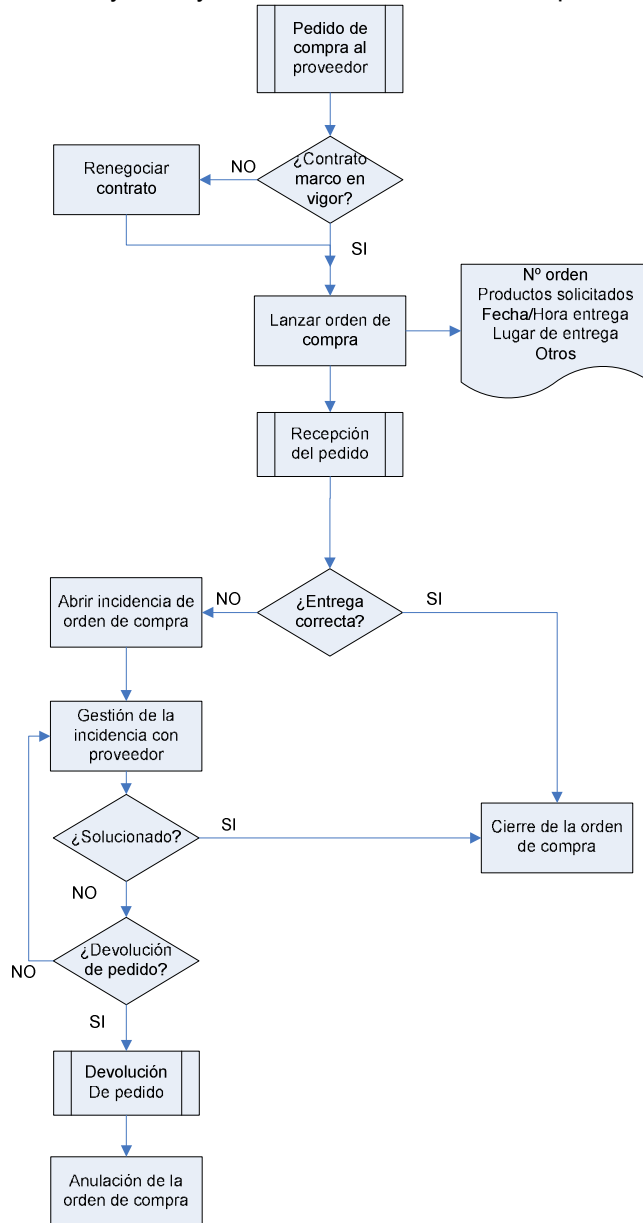 Pedido de
compra al
proveedor
¿Contrato
marco en
vigor?
NO
Renegociar
contrato
SI
Lanzar orden de
compra
Nº orden
Productos solicitados
Fecha/Hora entrega
Lugar de entrega
Otros
Recepción
del pedido
¿Entrega
correcta?
NO
SI
Abrir incidencia de
orden de compra
Gestión de la
incidencia con
proveedor
¿Solucionado?
SI
Cierre de la orden
de compra
NO
¿Devolución
de pedido?
NO
SI
Devolución
De pedido
Anulación de la
orden de compra